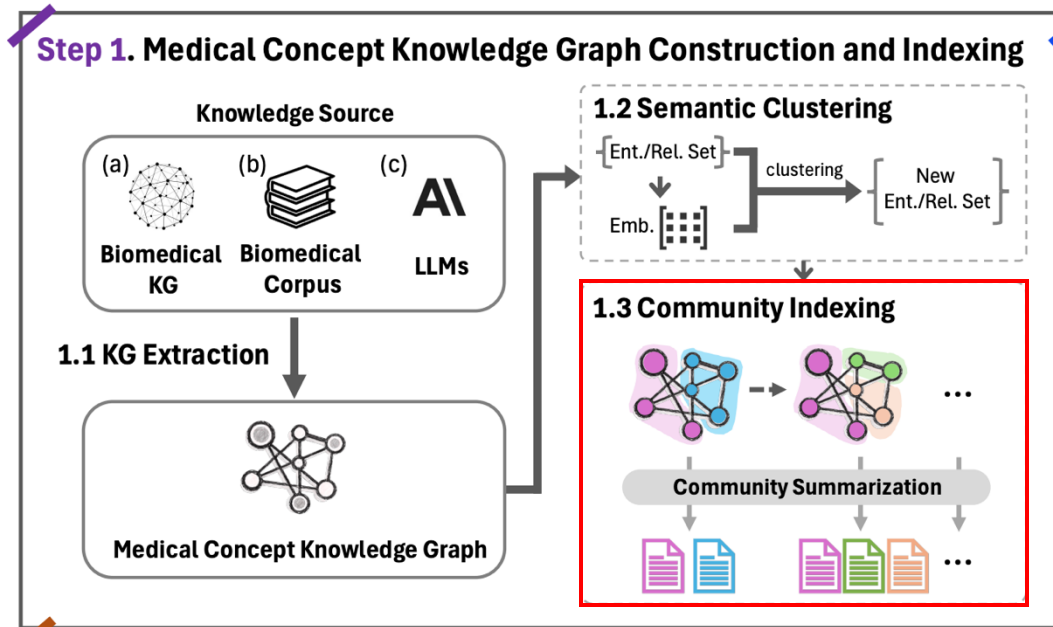 Step 1. Medical Concept Knowledge Graph Construction and Indexing
Knowledge Source
(a)
(b)
(c)
Biomedical
KG
Biomedical
Corpus
LLMs
1.1 KG Extraction
Medical Concept Knowledge Graph
1.2 Semantic Clustering
Ent./Rel. Set
Emb.
clustering
New
Ent./Rel. Set
1.3 Community Indexing
...
Community Summarization
...